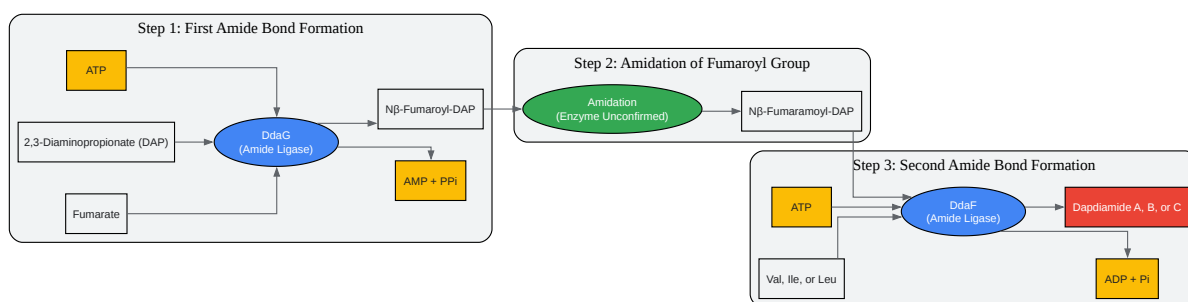 Step 1: First Amide Bond Formation
ATP
2,3-Diaminopropionate (DAP)
Fumarate
DdaG
(Amide Ligase)
Nβ-Fumaroyl-DAP
AMP + PPi
Step 2: Amidation of Fumaroyl Group
Amidation
(Enzyme Unconfirmed)
Nβ-Fumaramoyl-DAP
Step 3: Second Amide Bond Formation
ATP
Val, Ile, or Leu
DdaF
(Amide Ligase)
Dapdiamide A, B, or C
ADP + Pi